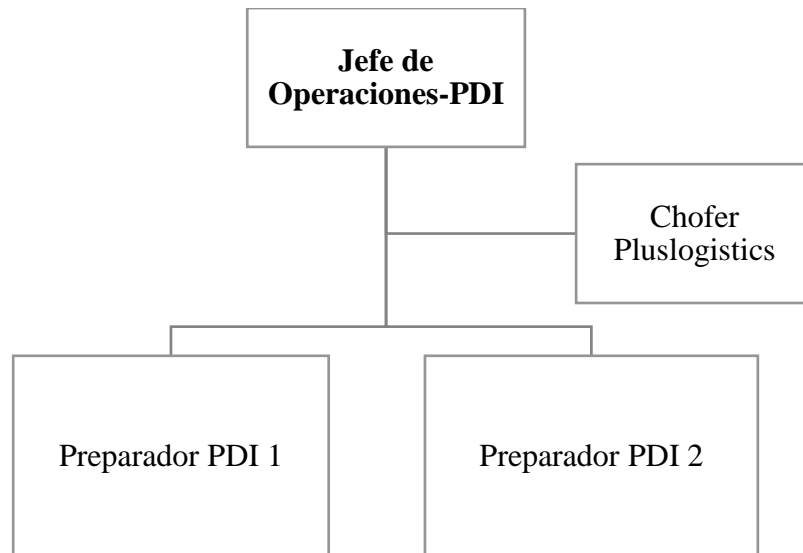 Jefe de
Operaciones-PDI
Chofer
Pluslogistics
Preparador PDI 1
Preparador PDI 2